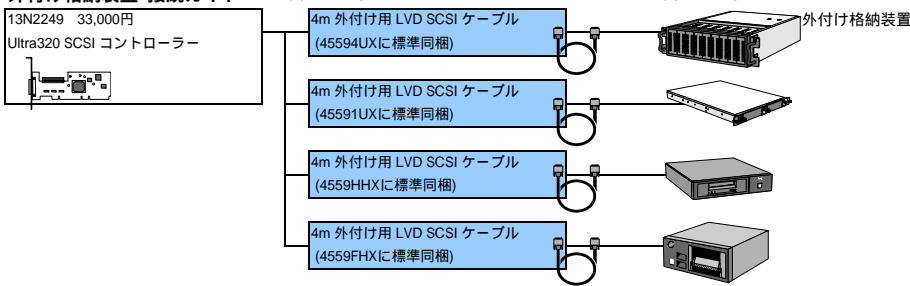 13N2249 33,000円
Ultra320 SCSI コントローラー
4m 外付け用 LVD SCSI ケーブル
(45594UXに標準同梱)
外付け格納装置
4m 外付け用 LVD SCSI ケーブル
(45591UXに標準同梱)
4m 外付け用 LVD SCSI ケーブル
(4559HHXに標準同梱)
4m 外付け用 LVD SCSI ケーブル
(4559FHXに標準同梱)